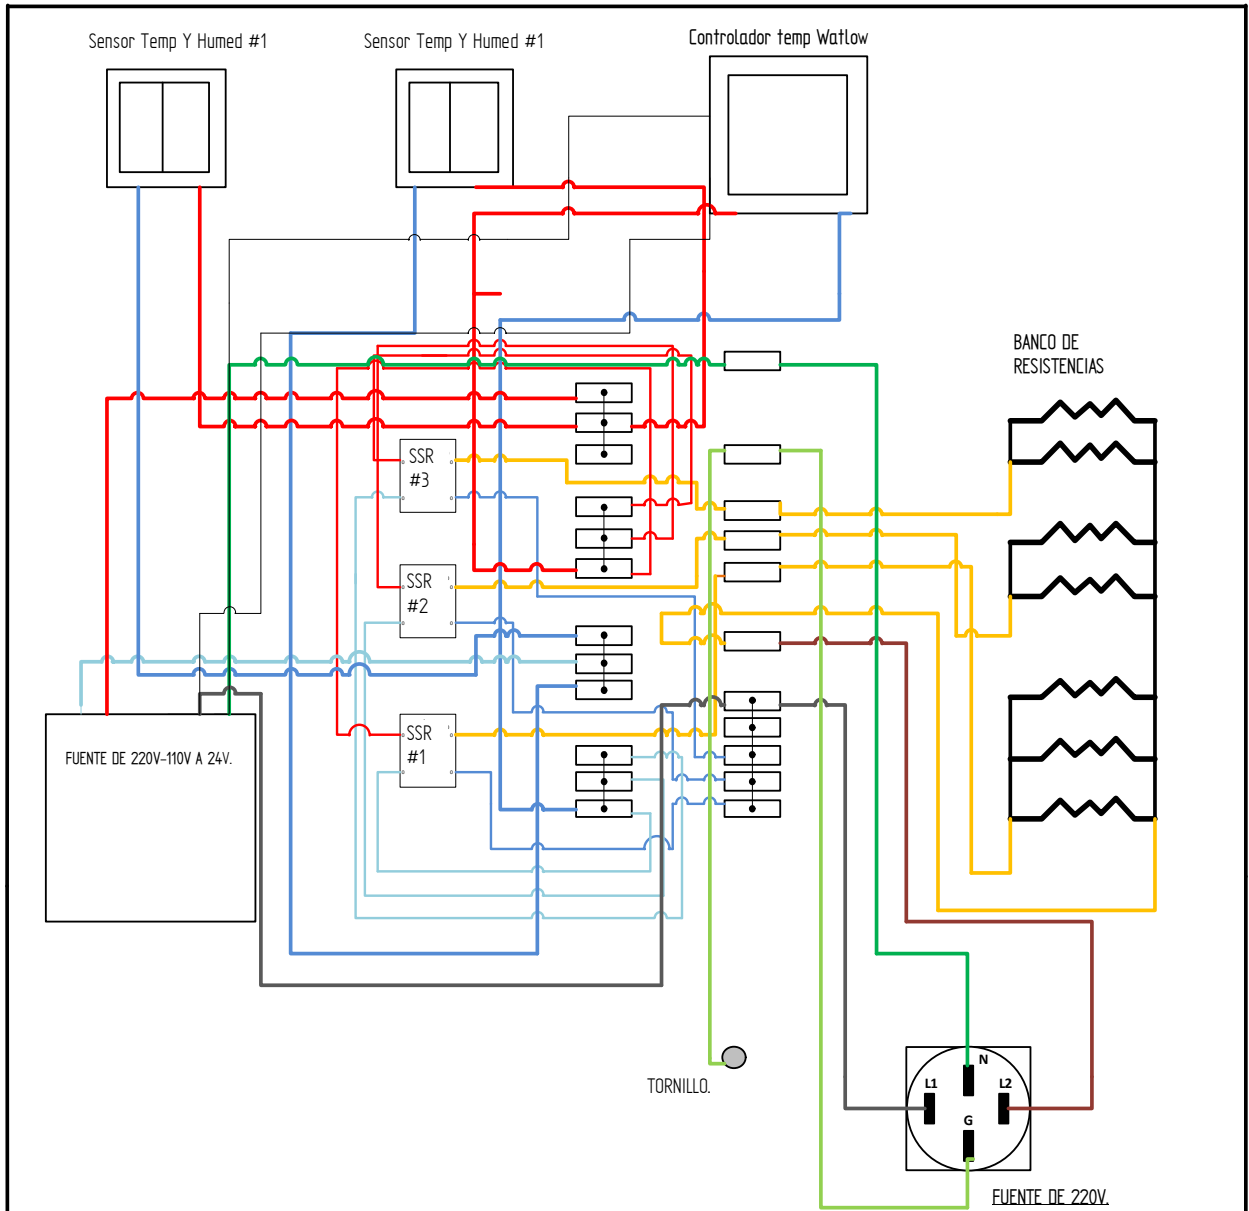 Sensor Temp Y Humed #1
Sensor Temp Y Humed #1
Controlador temp Watlow
BANCO DE
RESISTENCIAS
SSR
#3
SSR
#2
SSR
#1
FUENTE DE 220V-110V A 24V.
TORNILLO.
N
L1
L2
G
FUENTE DE 220V.